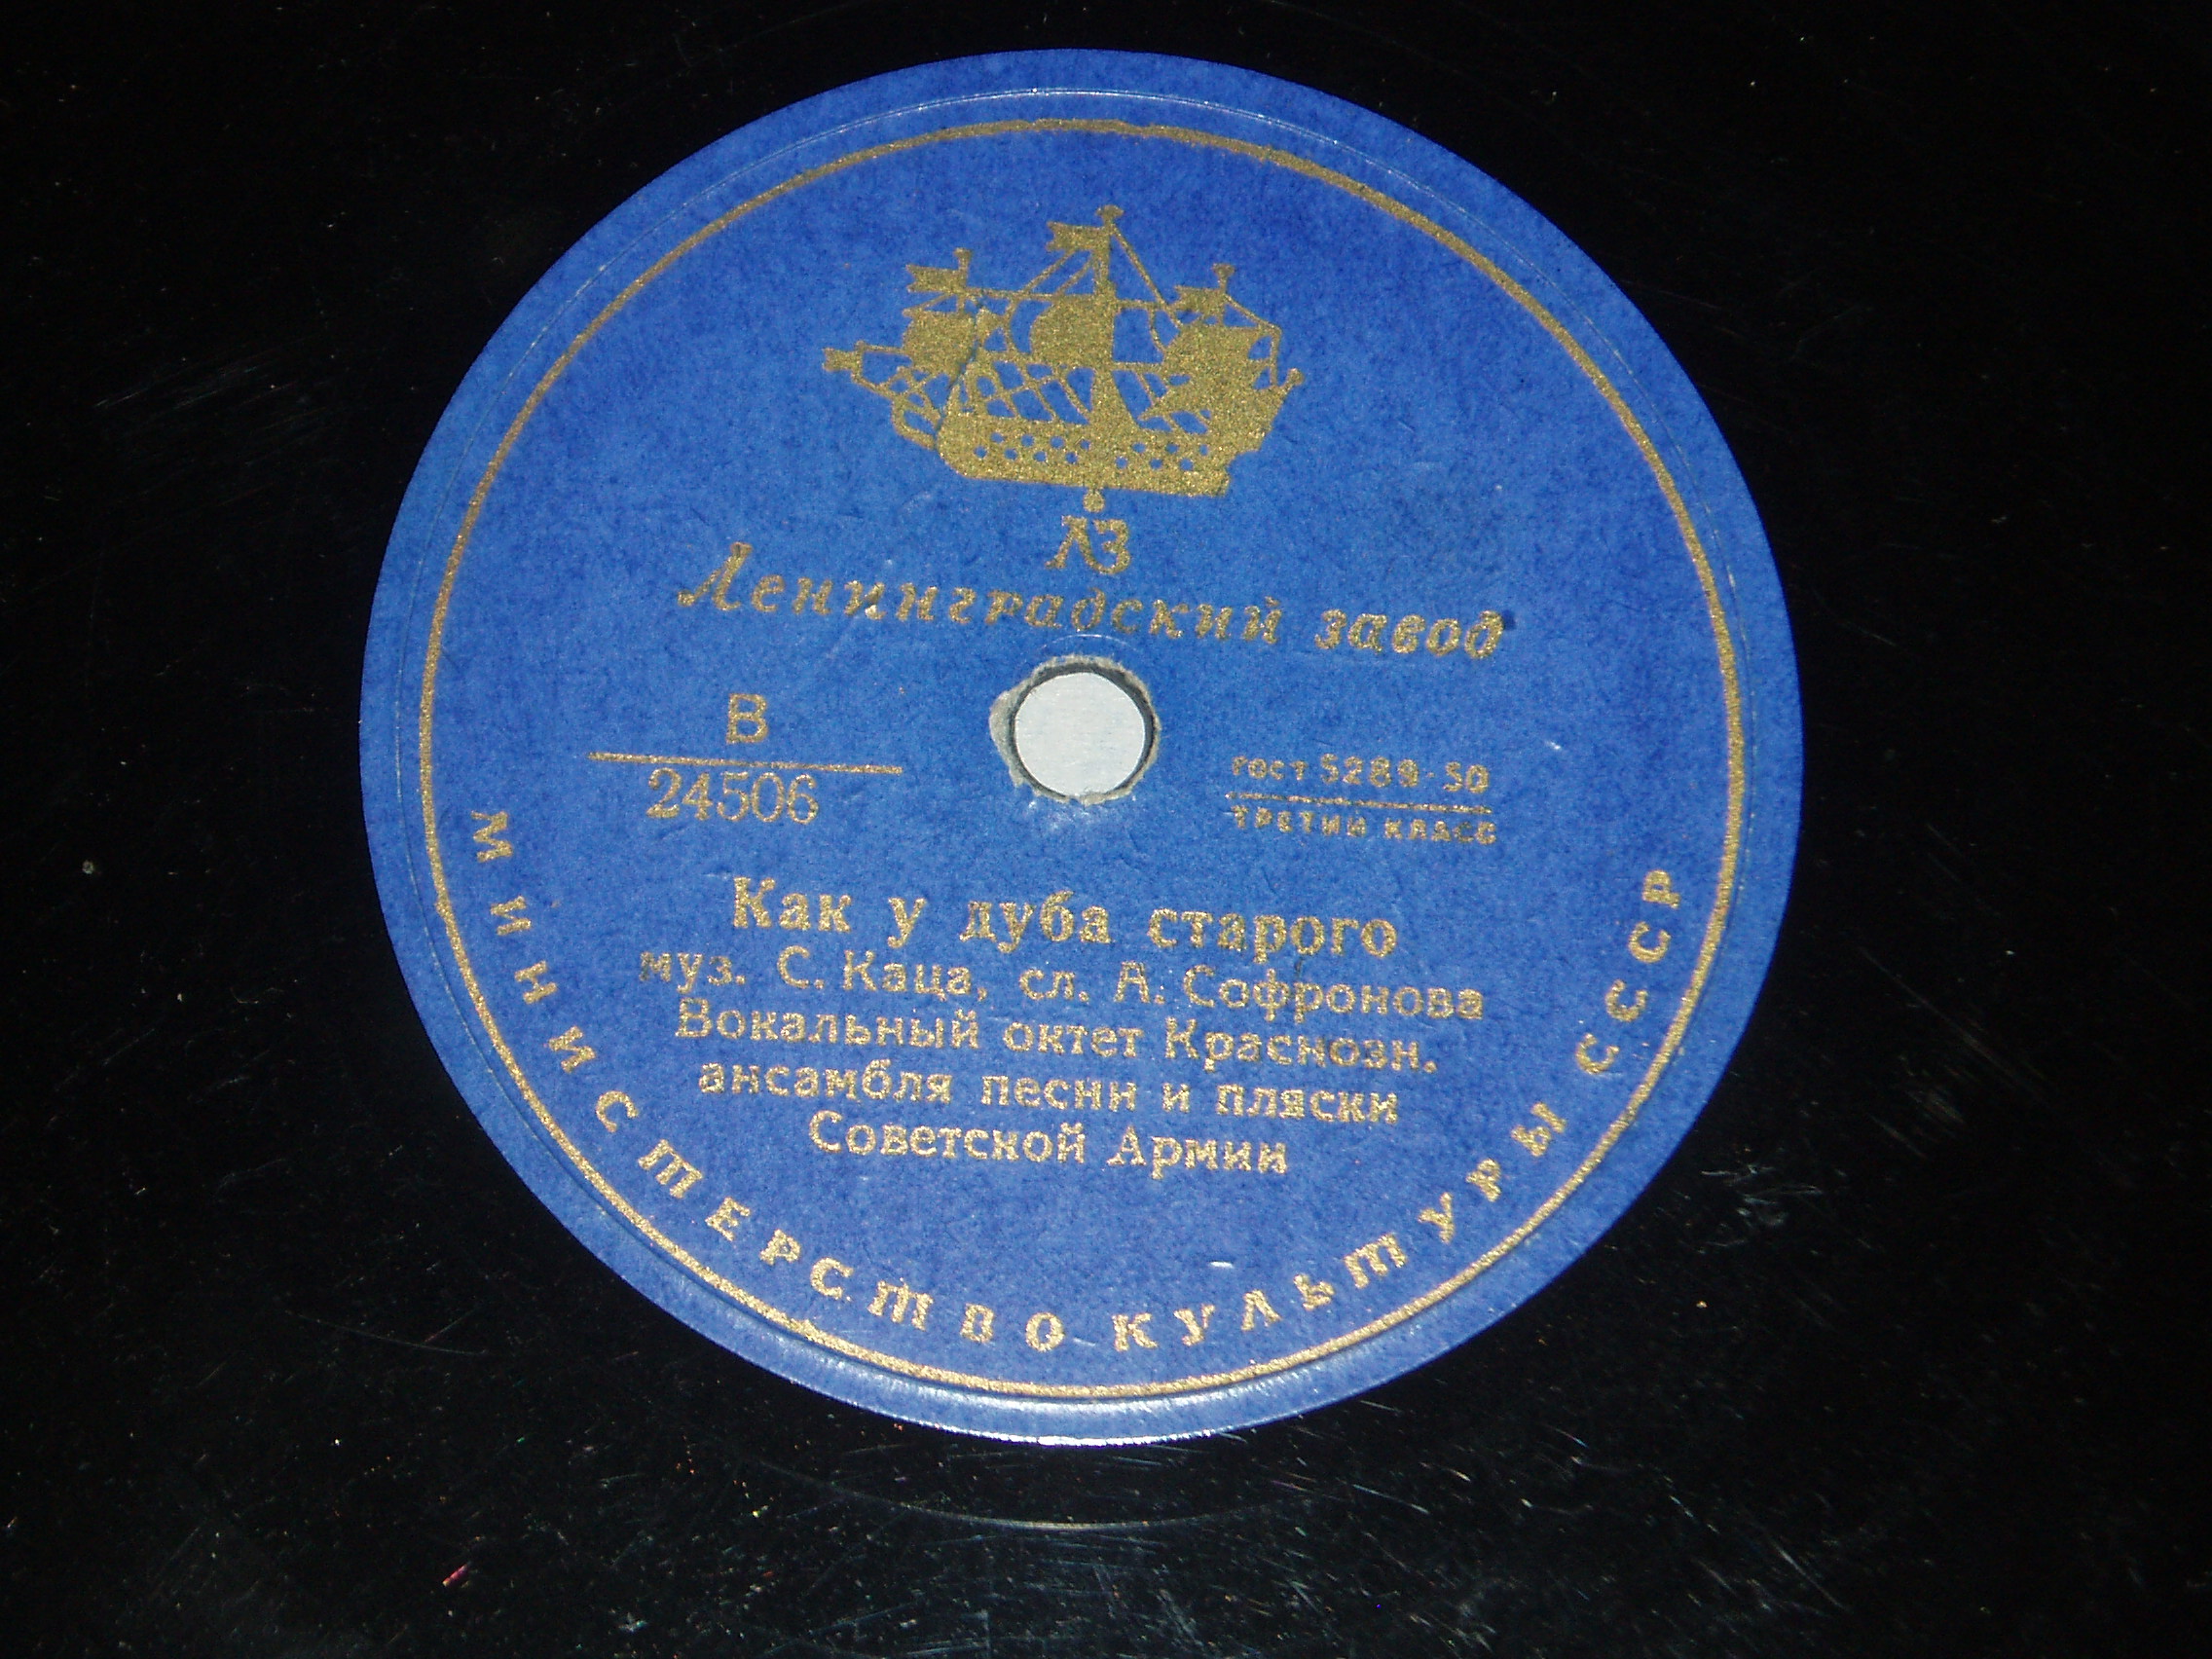 ЛЗ
Ленинградский завод
В
24506
ГОСТ 5289-50
ТРЕТИЙ КЛАСС
Как у дуба старого
муз. С. Каца, сл. А. Софронова
Вокальный октет Краснозн.
ансамбля песни и пляски
Советской Армии
МИНИСТЕРСТВО КУЛЬТУРЫ СССР